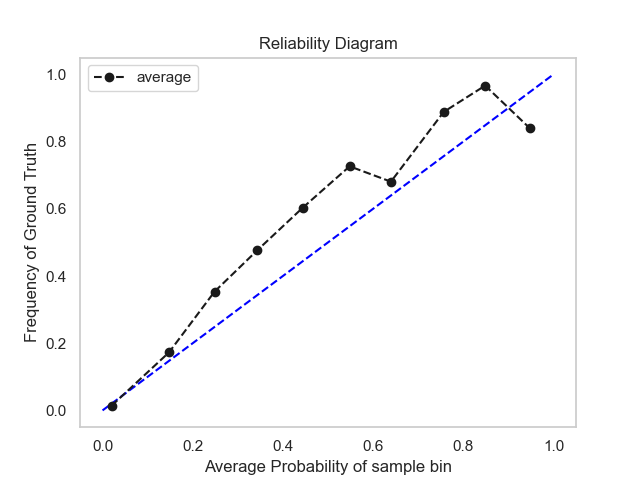 Reliability Diagram
average
Frequency of Ground Truth
1.0
0.8
0.6
0.4
0.2
0.0
0.0 0.2 0.4 0.6 0.8 1.0
Average Probability of sample bin